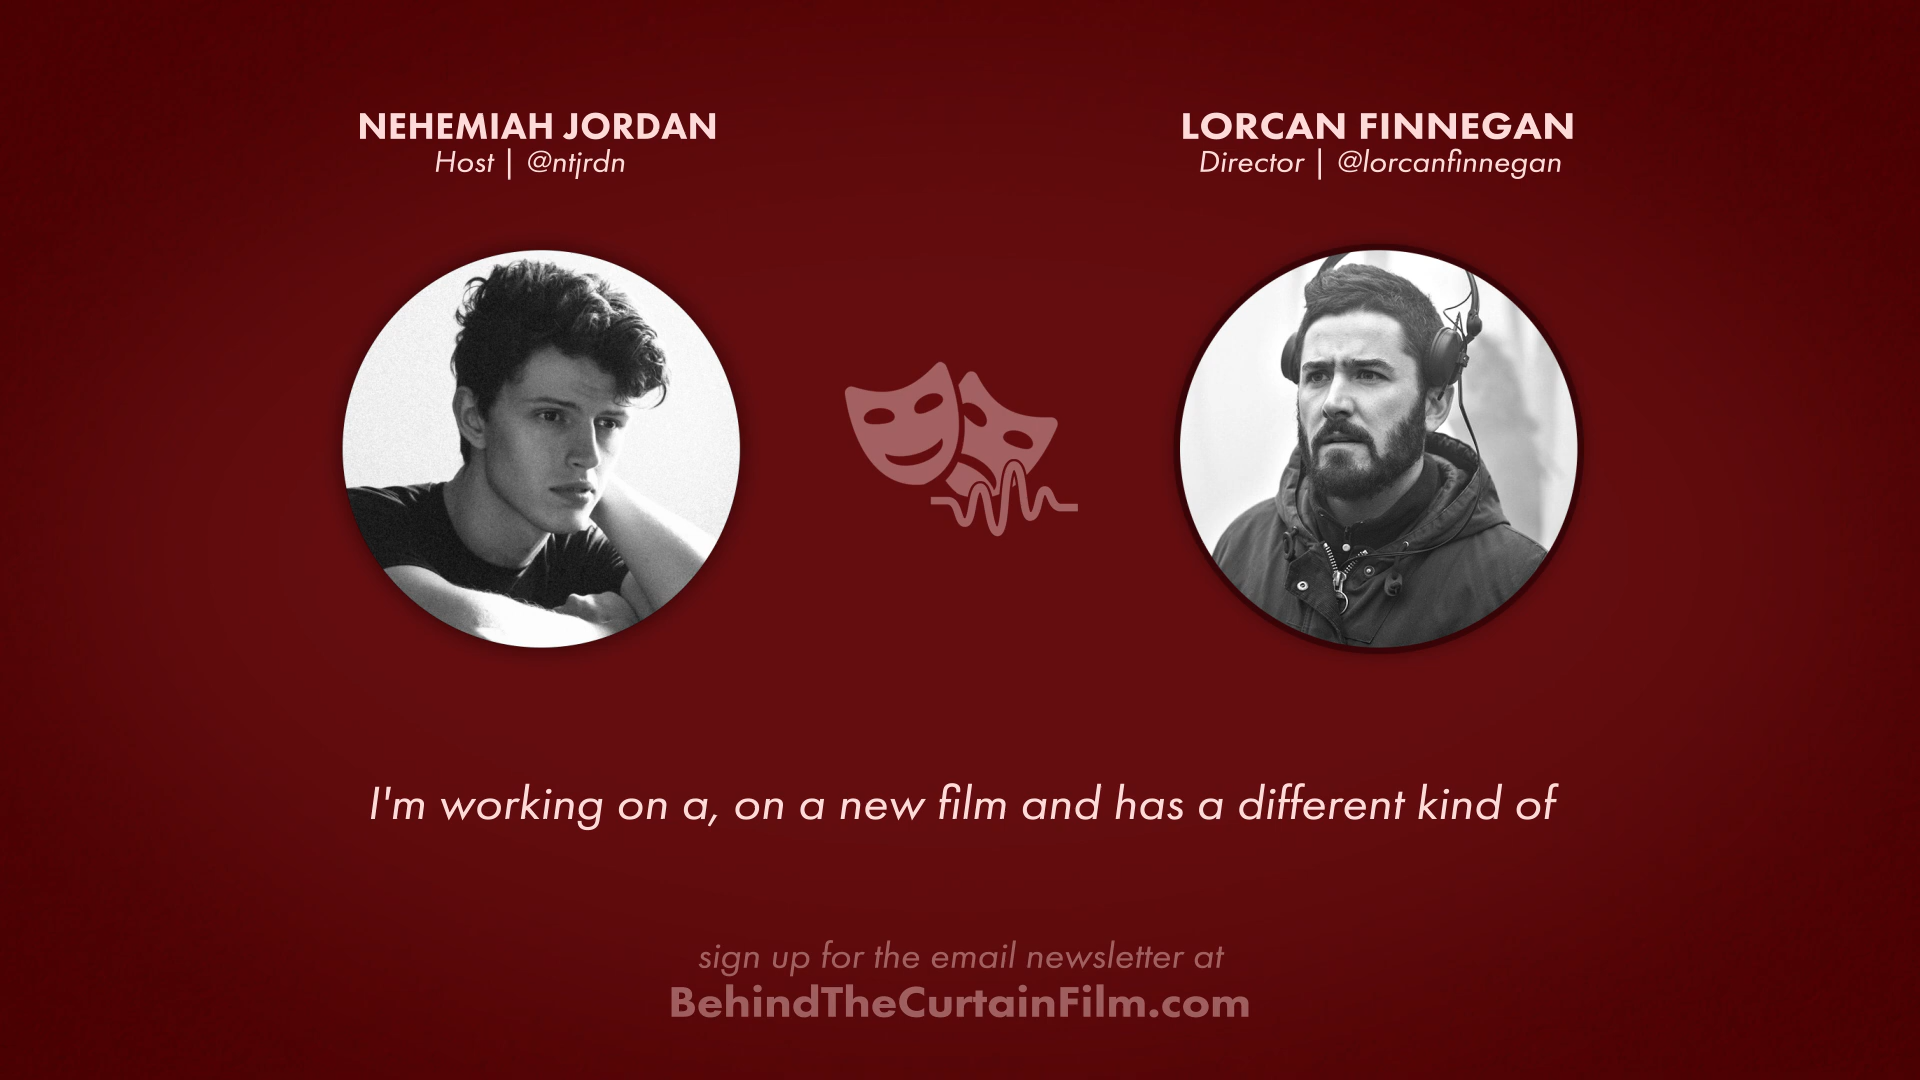 NEHEMIAH JORDAN
Host | @ntjrdn
LORCAN FINNEGAN
Director | @lorcanfinnegan
I'm working on a, on a new film and has a different kind of
sign up for the email newsletter at
BehindTheCurtainFilm.com